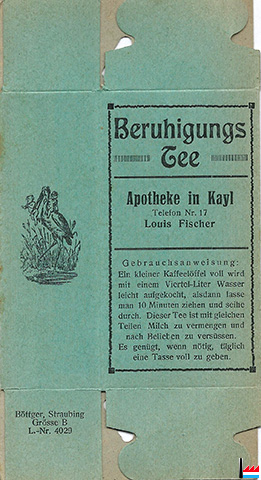 Beruhigungs
Tee
Apotheke in Kayl
Telefon Nr. 17
Louis Fischer
Gebrauchsanweisung:
Ein kleiner Kaffeelöffel voll wird
mit einem Viertel-Liter Wasser
leicht aufgekocht, alsdann lasse
man 10 Minuten ziehen und seihe
durch. Dieser Tee ist mit gleichen
Teilen Milch zu vermengen und
nach Belieben zu versüssen.
Es genügt, wenn nötig, täglich
eine Tasse voll zu geben.
Böttger, Straubing
Grösse B
L.-Nr. 4029